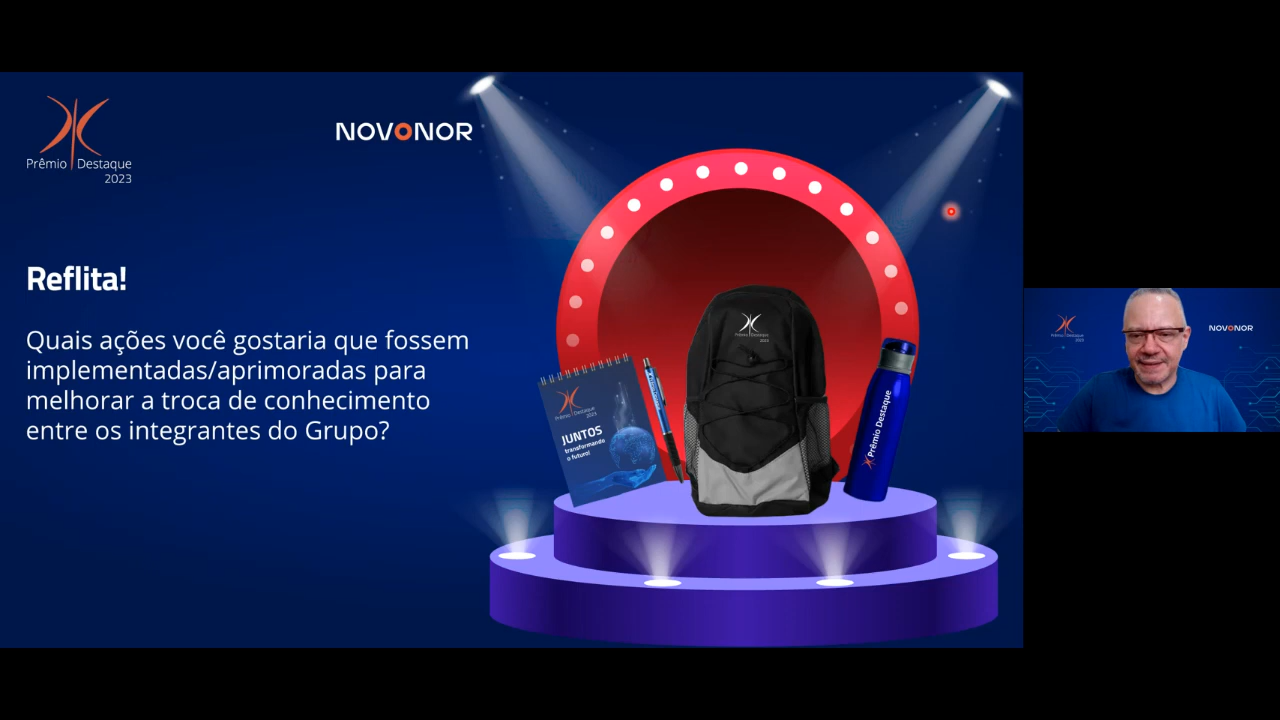 Prêmio Destaque
2023
NOVONOR
Reflita!
Quais ações você gostaria que fossem
implementadas/aprimoradas para
melhorar a troca de conhecimento
entre os integrantes do Grupo?
Prêmio Destaque
2023
JUNTOS
transformando
o futuro!
Prêmio Destaque
2023
Prêmio Destaque
Prêmio Destaque
2023
NOVONOR